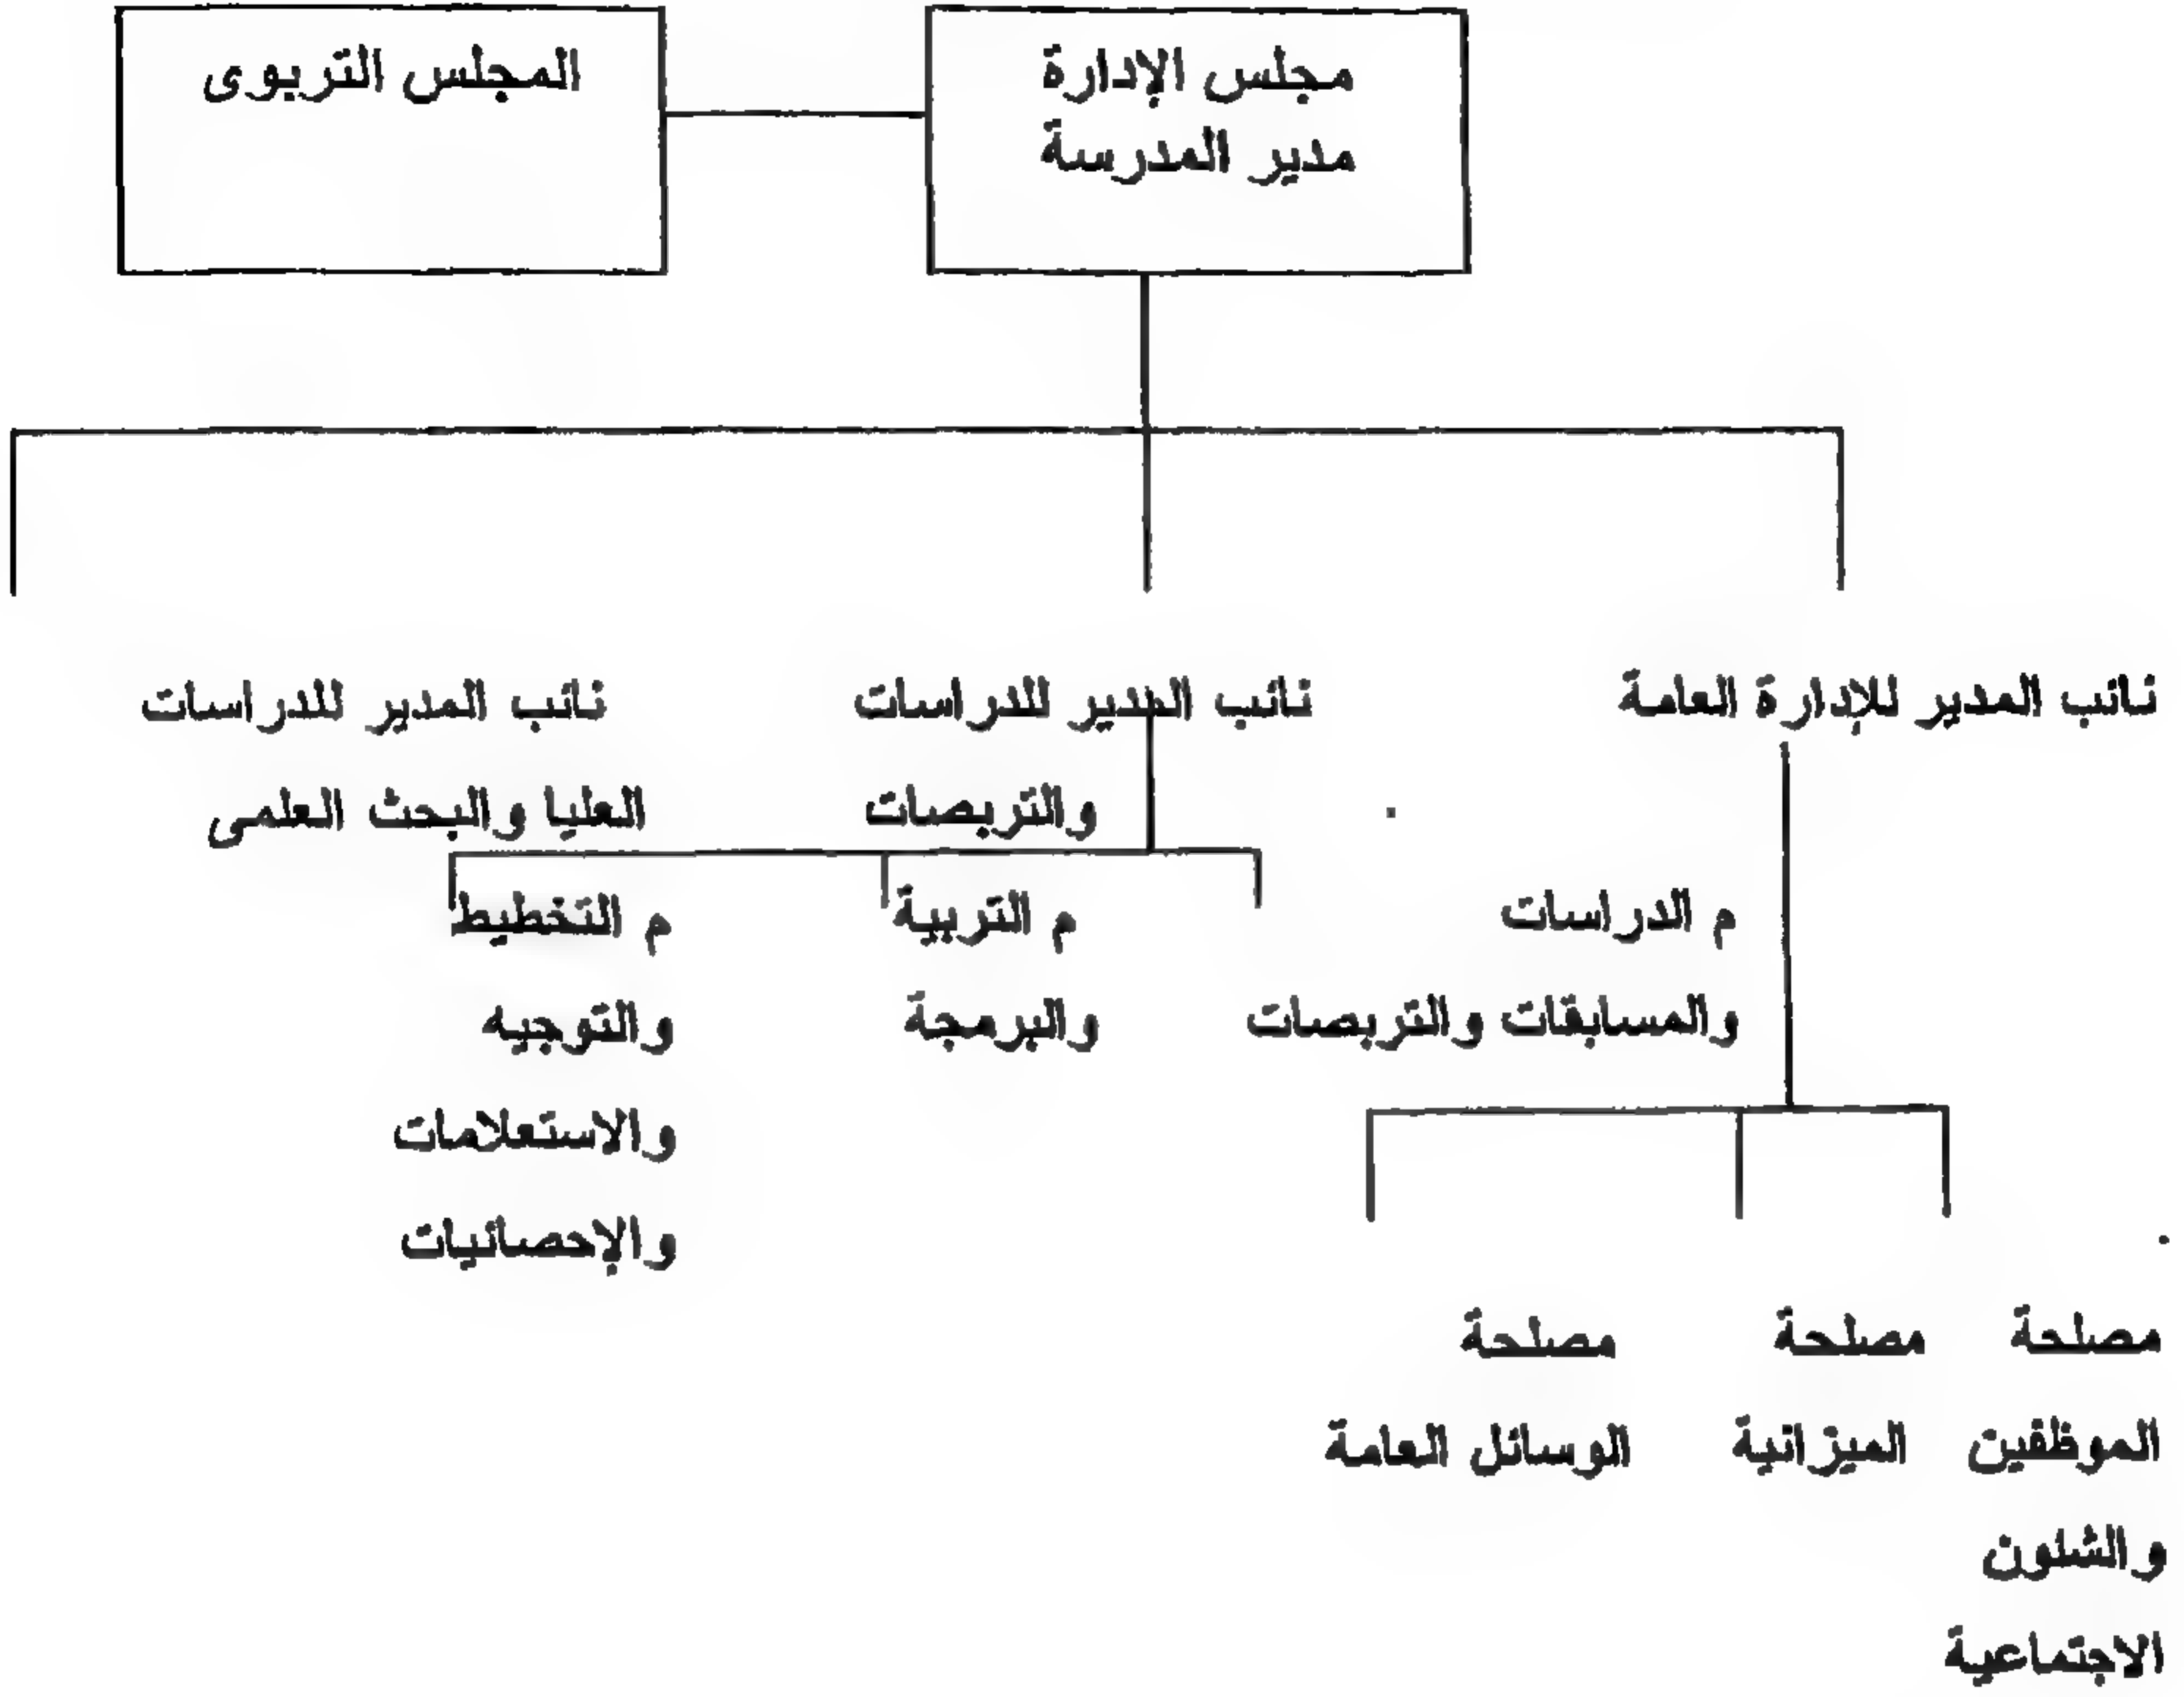 مجلس الإدارة
مدير المدرسة
المجلس التربوى
نائب المدير للإدارة العامة
نائب المدير للدراسات
والتربصات
نائب المدير للدراسات
العليا والبحث العلمى
م الدراسات
والمسابقات والتربصات
م التربية
والبرمجة
م التخطيط
والتوجيه
والاستعلامات
والإحصائيات
مصلحة
الموظفين
والشئون
الاجتماعية
مصلحة
الميزانية
مصلحة
الوسائل العامة